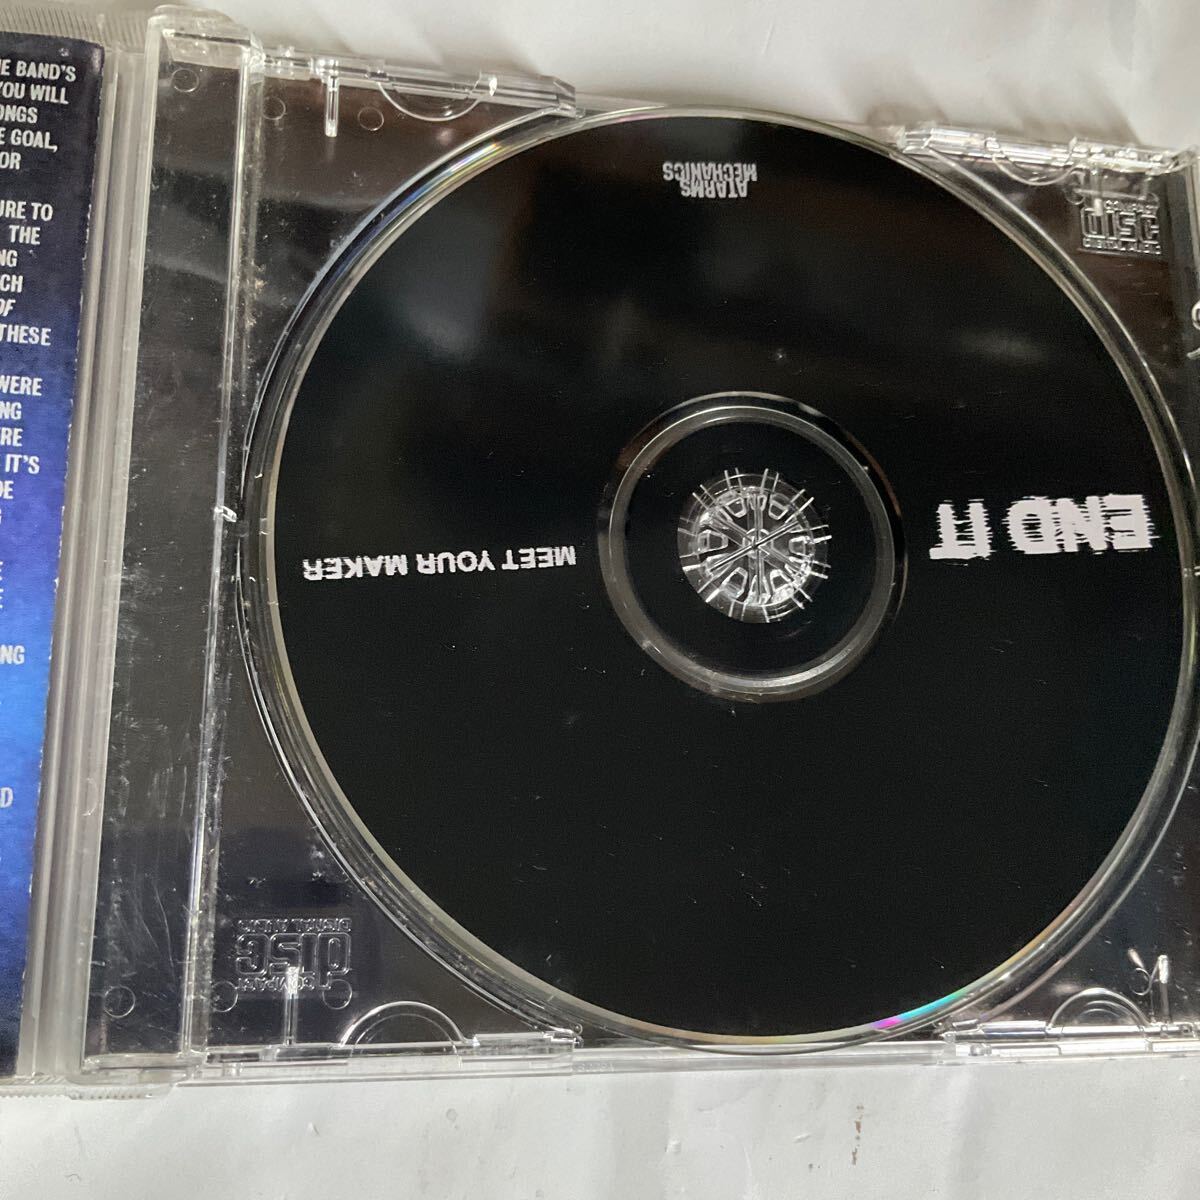 E BAND'S
YOU WILL
ONGS
E GOAL,
OR
URE TO
THE
NG
CH
OF
THESE
WERE
NG
RE
IT'S
DE
G
E
E
NG
D
ATARMS
MECHANICS
END IT
MEET YOUR MAKER
COMPACT
disc
DIGITAL AUDIO
COMPACT
disc
DIGITAL AUDIO